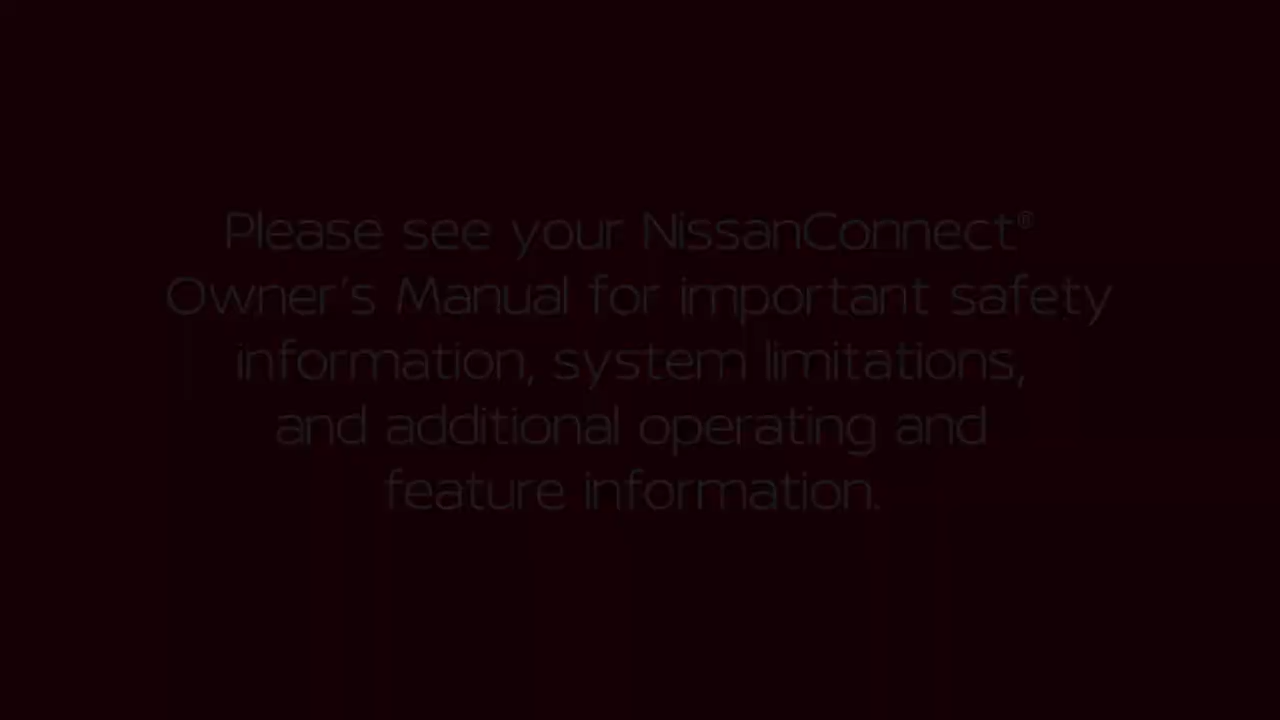 Please see your NissanConnect®
Owner's Manual for important safety
information, system limitations,
and additional operating and
feature information.